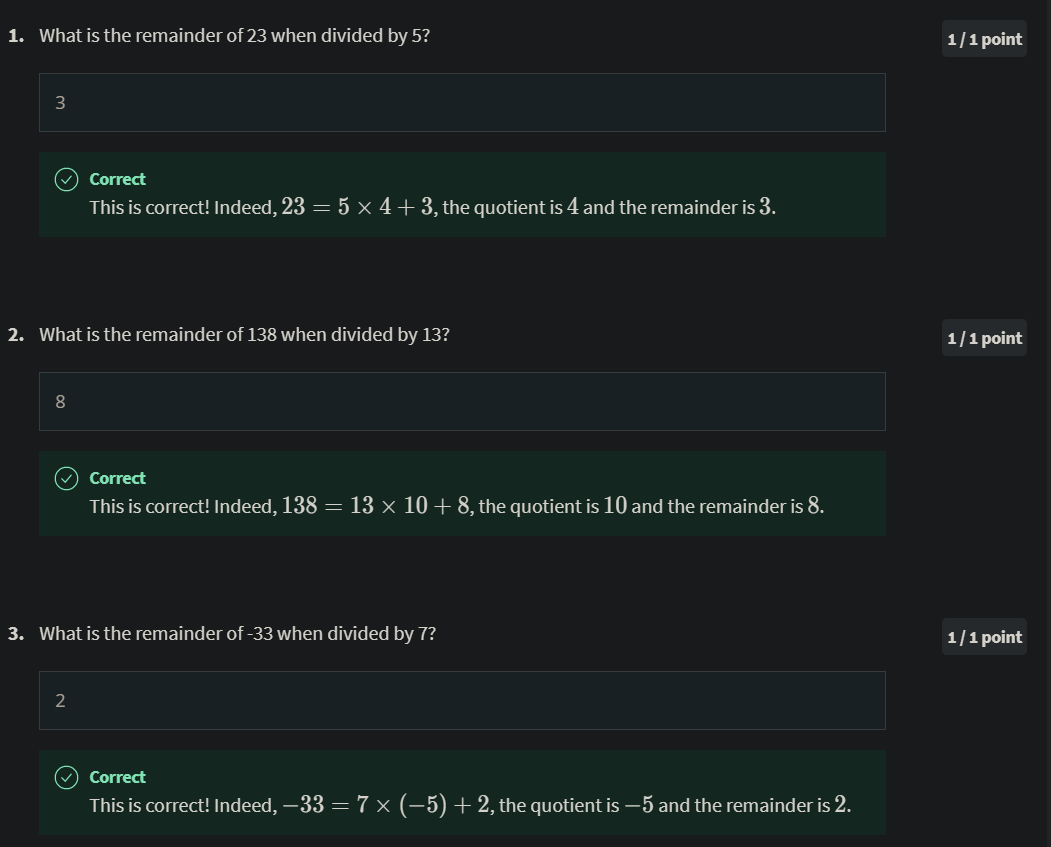 1. What is the remainder of 23 when divided by 5?
1 / 1 point
3
Correct
This is correct! Indeed, 23 = 5 × 4 + 3, the quotient is 4 and the remainder is 3.
2. What is the remainder of 138 when divided by 13?
1 / 1 point
8
Correct
This is correct! Indeed, 138 = 13 × 10 + 8, the quotient is 10 and the remainder is 8.
3. What is the remainder of -33 when divided by 7?
1 / 1 point
2
Correct
This is correct! Indeed, −33 = 7 × (−5) + 2, the quotient is −5 and the remainder is 2.